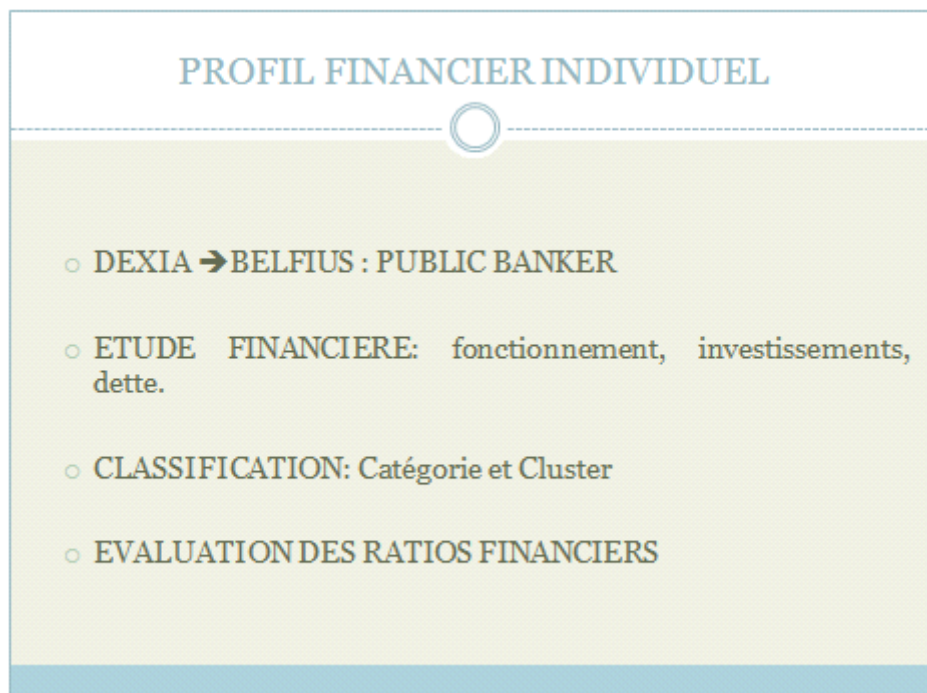 PROFIL FINANCIER INDIVIDUEL
DEXIA ➔ BELFIUS : PUBLIC BANKER
ETUDE FINANCIERE: fonctionnement, investissements,
dette.
CLASSIFICATION: Catégorie et Cluster
EVALUATION DES RATIOS FINANCIERS